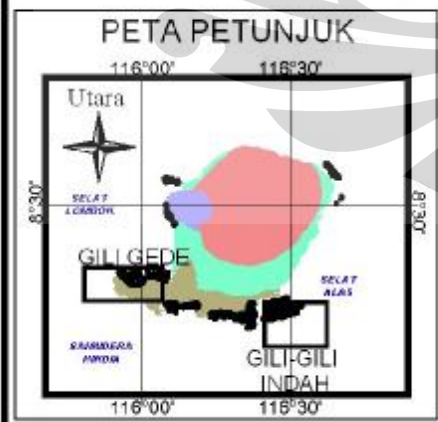 PETA PETUNJUK
116°00' 116°30'
Utara
8°30' SELAT LOMBOK 8°30'
GILI GEDE
SELAT
ALAS
SAMUDERA
HINDIA
GILI-GILI
INDAH
116°00' 116°30'